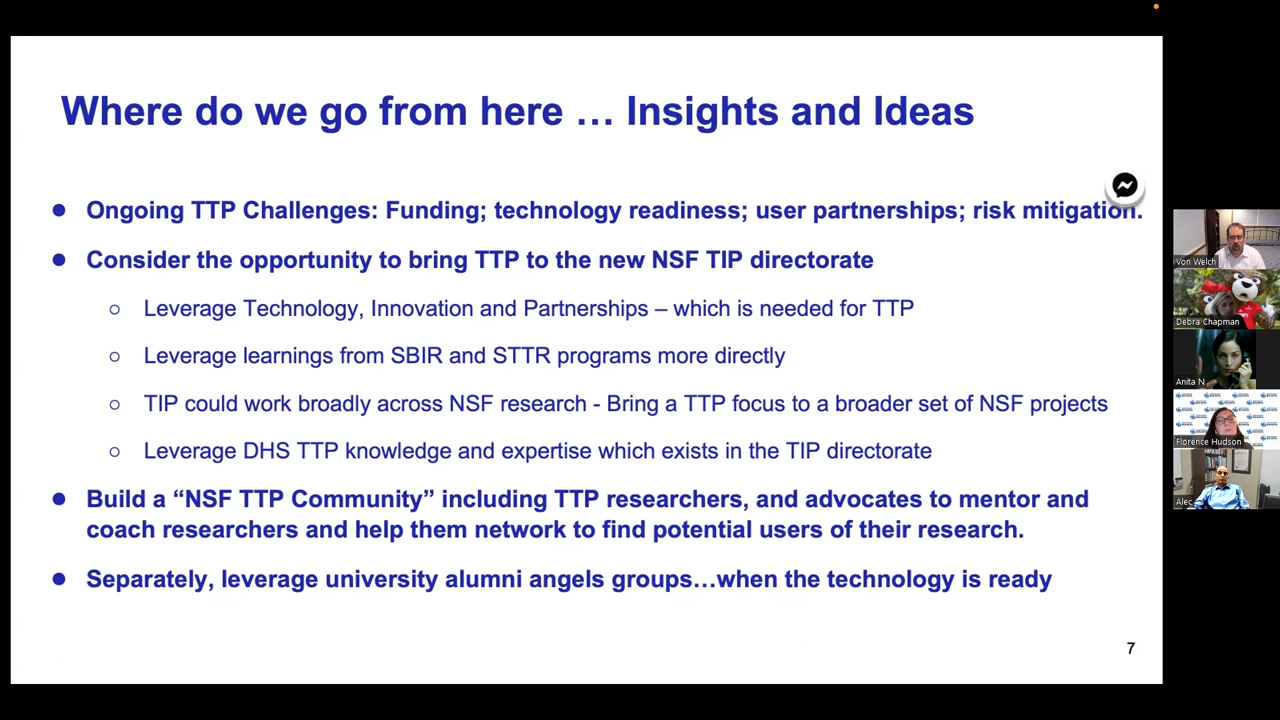 Where do we go from here … Insights and Ideas
● Ongoing TTP Challenges: Funding; technology readiness; user partnerships; risk mitigation.
● Consider the opportunity to bring TTP to the new NSF TIP directorate
○ Leverage Technology, Innovation and Partnerships – which is needed for TTP
○ Leverage learnings from SBIR and STTR programs more directly
○ TIP could work broadly across NSF research - Bring a TTP focus to a broader set of NSF projects
○ Leverage DHS TTP knowledge and expertise which exists in the TIP directorate
● Build a “NSF TTP Community” including TTP researchers, and advocates to mentor and
coach researchers and help them network to find potential users of their research.
● Separately, leverage university alumni angels groups…when the technology is ready
7
Von Welch
Debra Chapman
Anita N
Florence Hudson
Alec